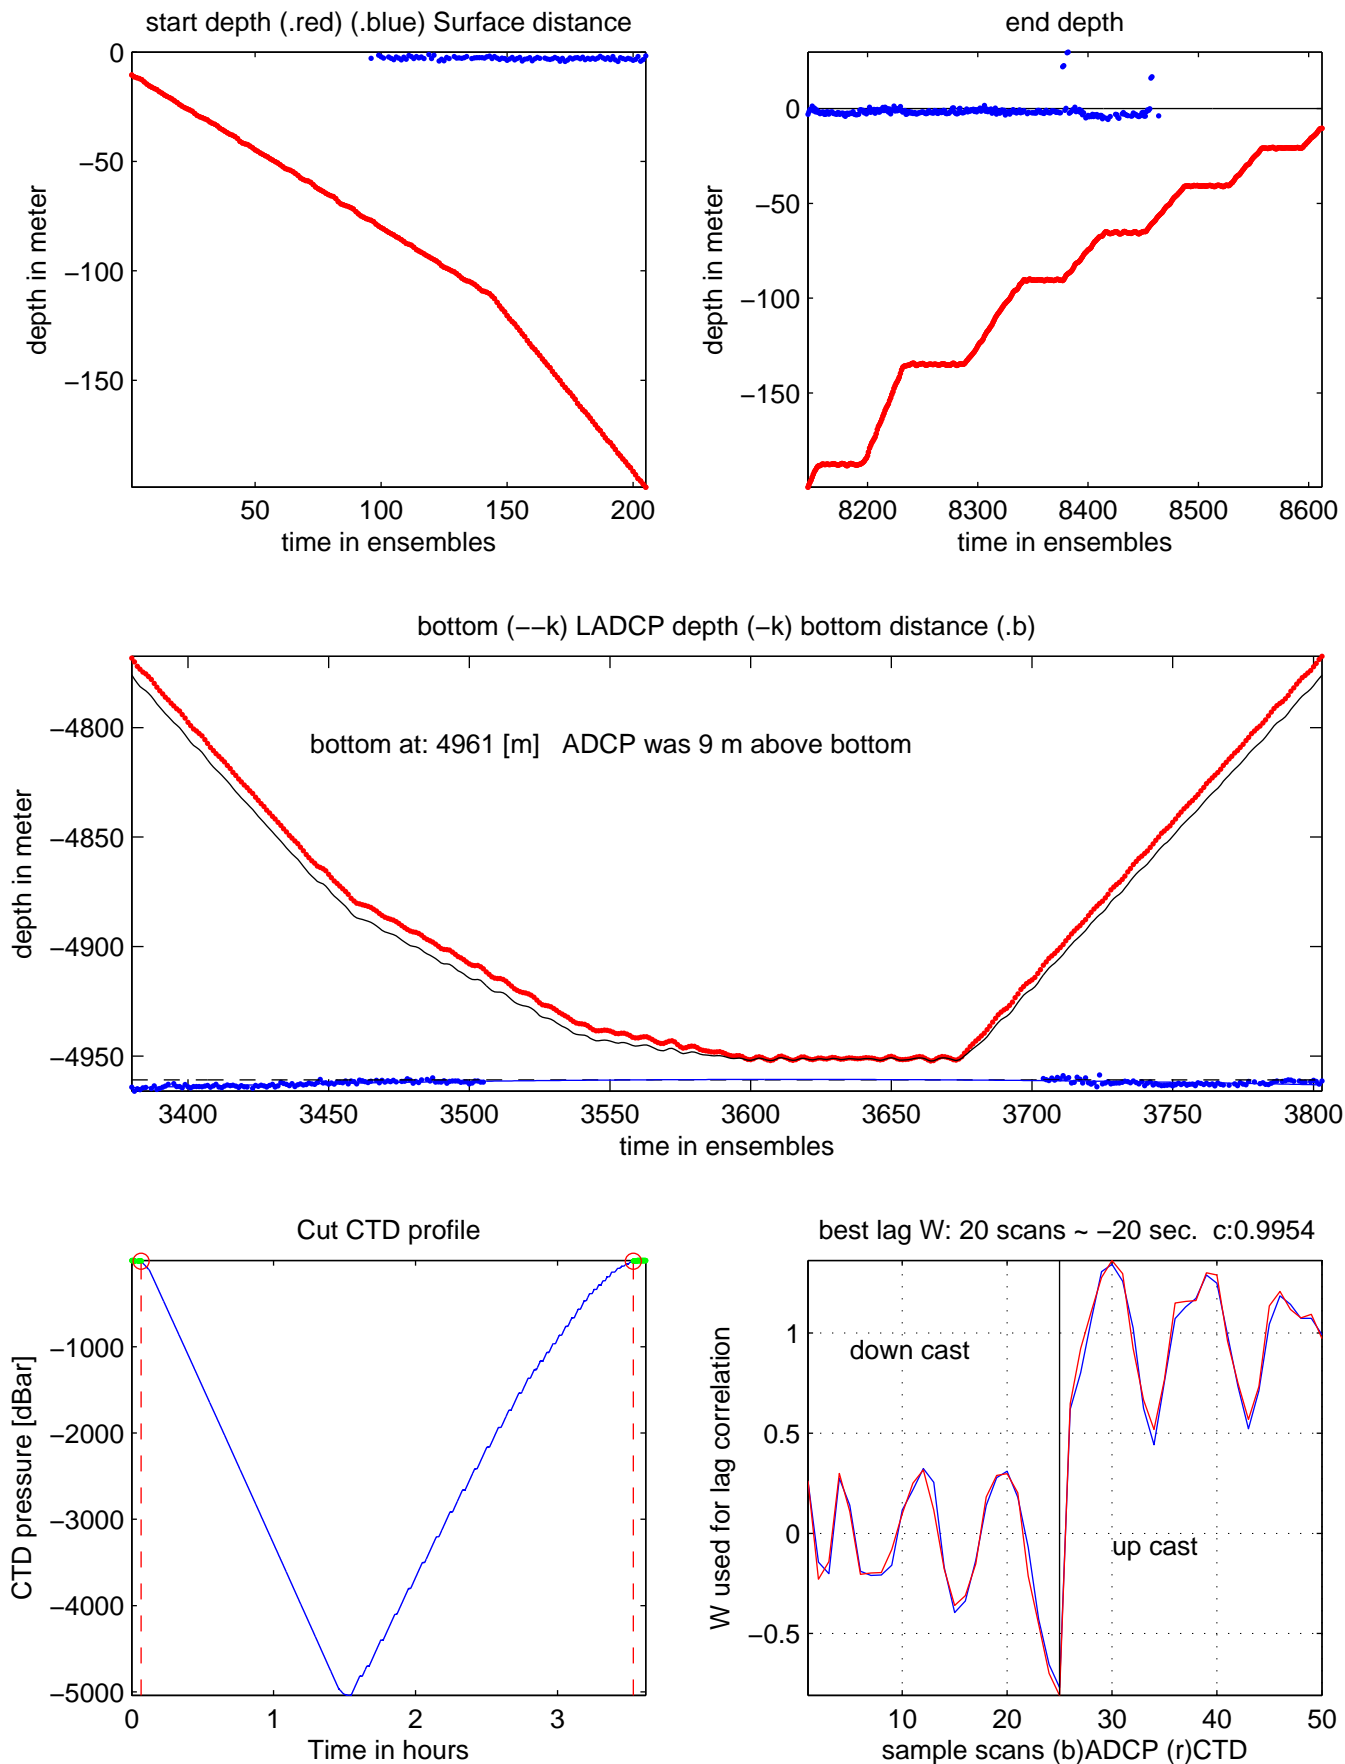 start depth (.red) (.blue) Surface distance
end depth
0
−50
−100
−150
depth in meter
50
100
150
200
time in ensembles
0
−50
−100
−150
depth in meter
8200
8300
8400
8500
8600
time in ensembles
bottom (−−k) LADCP depth (−k) bottom distance (.b)
bottom at: 4961 [m] ADCP was 9 m above bottom
−4800
−4850
−4900
−4950
depth in meter
3400
3450
3500
3550
3600
3650
3700
3750
3800
time in ensembles
Cut CTD profile
−1000
−2000
−3000
−4000
−5000
CTD pressure [dBar]
0
1
2
3
Time in hours
best lag W: 20 scans ~ −20 sec. c:0.9954
down cast
up cast
1
0.5
0
−0.5
W used for lag correlation
10
20
30
40
50
sample scans (b)ADCP (r)CTD